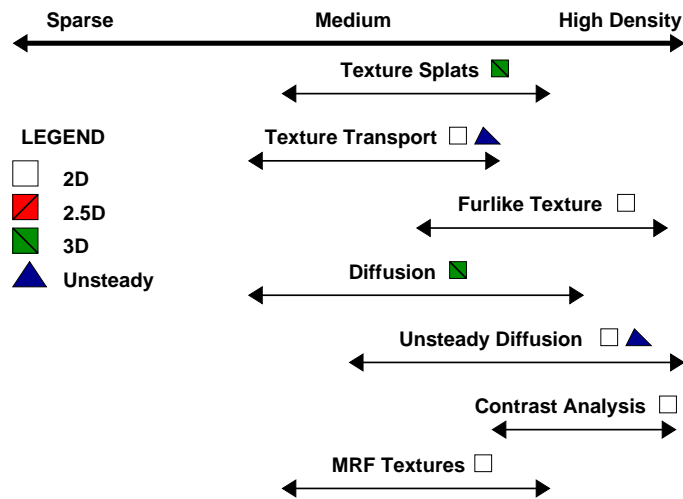 Sparse Medium High Density
Texture Splats
LEGEND
2D
2.5D
3D
Unsteady
Texture Transport
Furlike Texture
Diffusion
Unsteady Diffusion
Contrast Analysis
MRF Textures